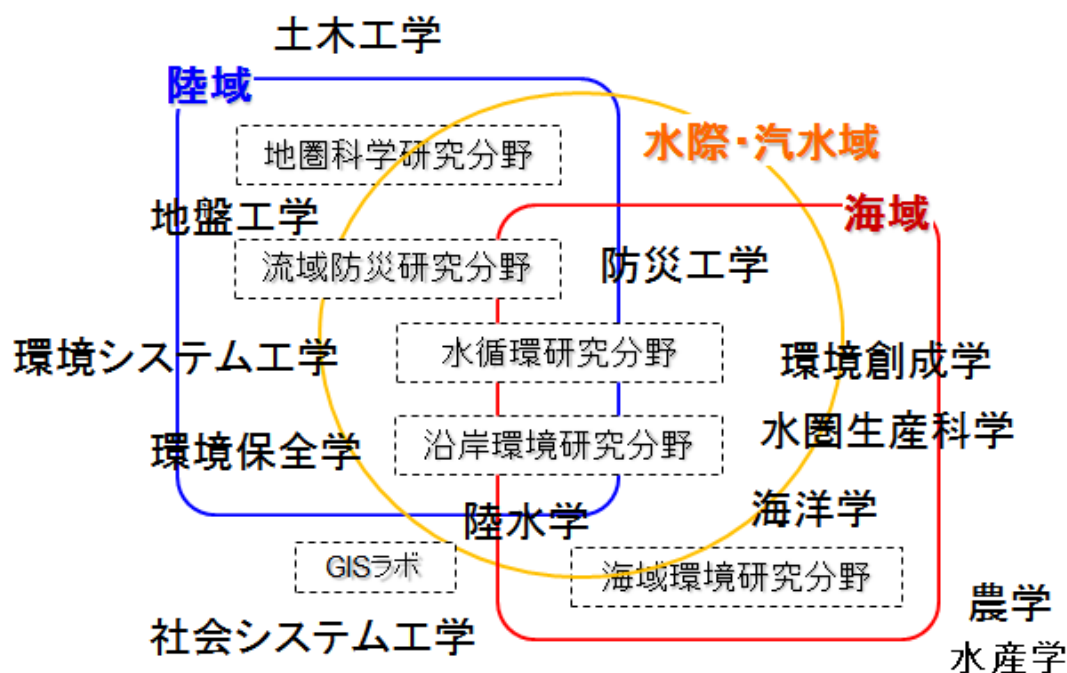 土木工学
陸域
水際・汽水域
地圏科学研究分野
地盤工学
海域
流域防災研究分野
防災工学
環境システム工学
水循環研究分野
環境創成学
環境保全学
沿岸環境研究分野
水圏生産科学
陸水学
海洋学
GISラボ
海域環境研究分野
農学
社会システム工学
水産学